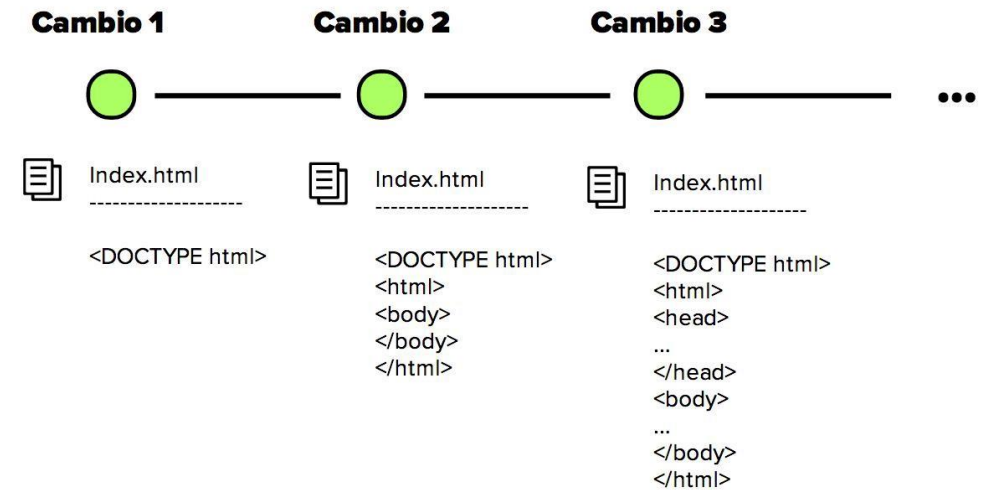 Cambio 1
Cambio 2
Cambio 3
...
Index.html
--------------------
<DOCTYPE html>
Index.html
--------------------
<DOCTYPE html>
<html>
<body>
</body>
</html>
Index.html
--------------------
<DOCTYPE html>
<html>
<head>
...
</head>
<body>
...
</body>
</html>